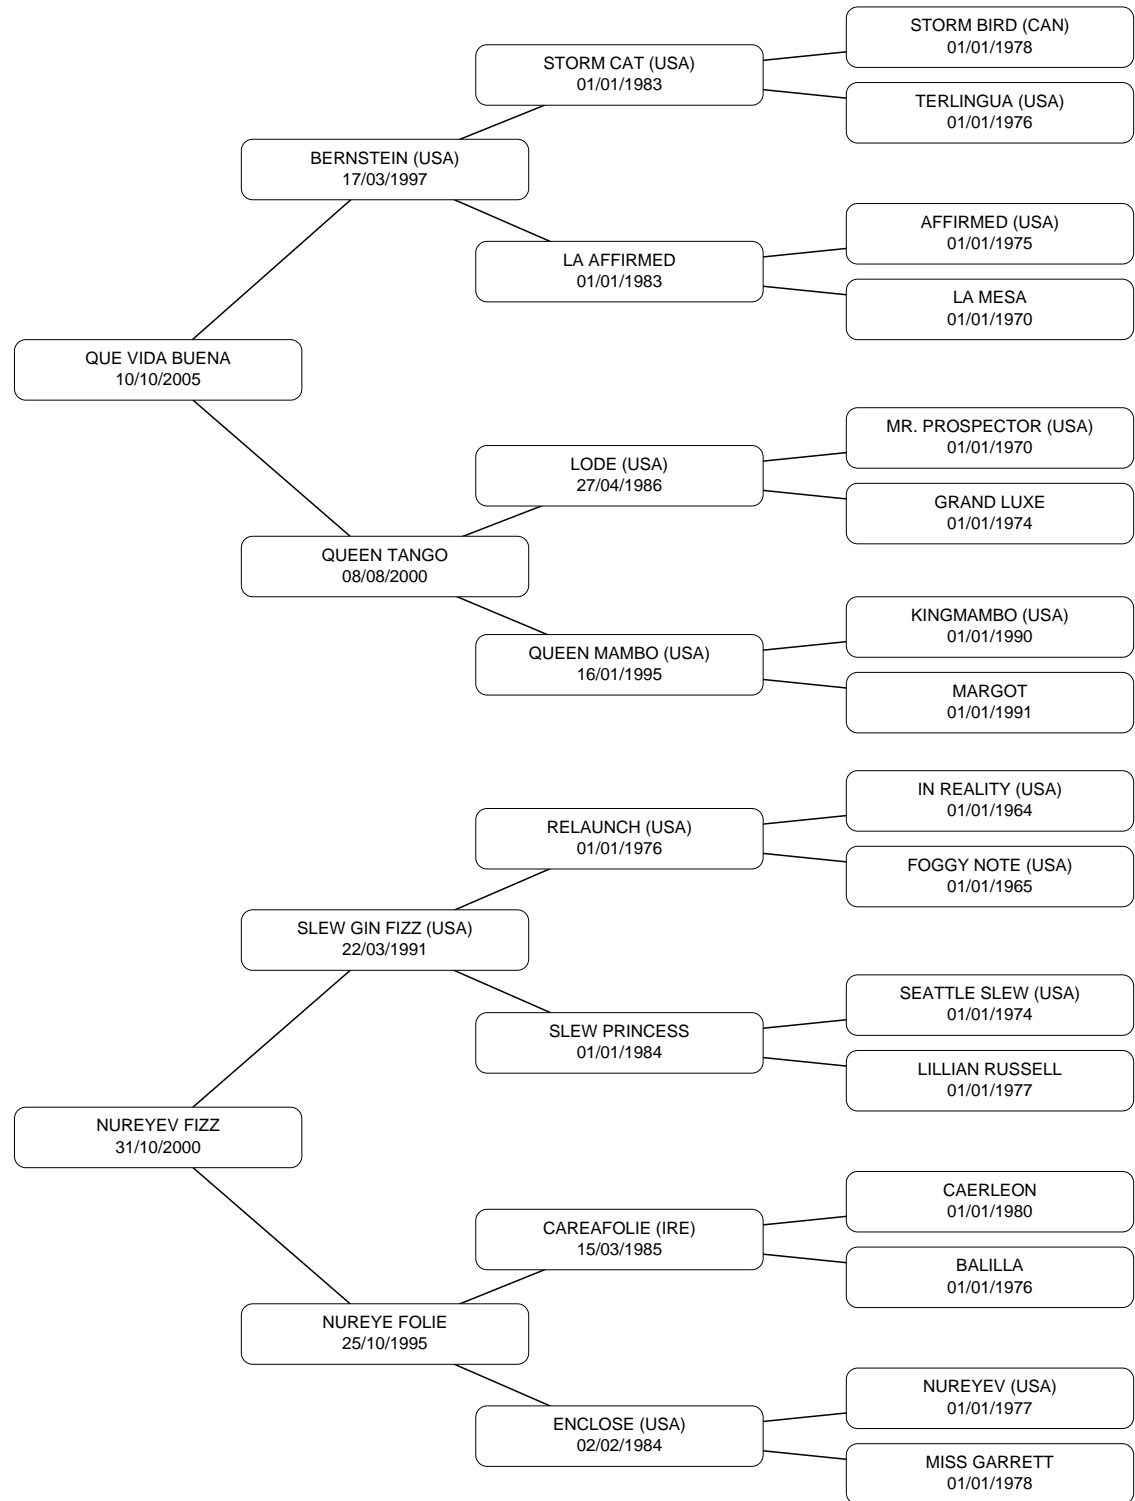 STORM BIRD (CAN)
01/01/1978
STORM CAT (USA)
01/01/1983
TERLINGUA (USA)
01/01/1976
BERNSTEIN (USA)
17/03/1997
AFFIRMED (USA)
01/01/1975
LA AFFIRMED
01/01/1983
LA MESA
01/01/1970
QUE VIDA BUENA
10/10/2005
MR. PROSPECTOR (USA)
01/01/1970
LODE (USA)
27/04/1986
GRAND LUXE
01/01/1974
QUEEN TANGO
08/08/2000
KINGMAMBO (USA)
01/01/1990
QUEEN MAMBO (USA)
16/01/1995
MARGOT
01/01/1991
IN REALITY (USA)
01/01/1964
RELAUNCH (USA)
01/01/1976
FOGGY NOTE (USA)
01/01/1965
SLEW GIN FIZZ (USA)
22/03/1991
SEATTLE SLEW (USA)
01/01/1974
SLEW PRINCESS
01/01/1984
LILLIAN RUSSELL
01/01/1977
NUREYEV FIZZ
31/10/2000
CAERLEON
01/01/1980
CAREAFOLIE (IRE)
15/03/1985
BALILLA
01/01/1976
NUREYE FOLIE
25/10/1995
NUREYEV (USA)
01/01/1977
ENCLOSE (USA)
02/02/1984
MISS GARRETT
01/01/1978